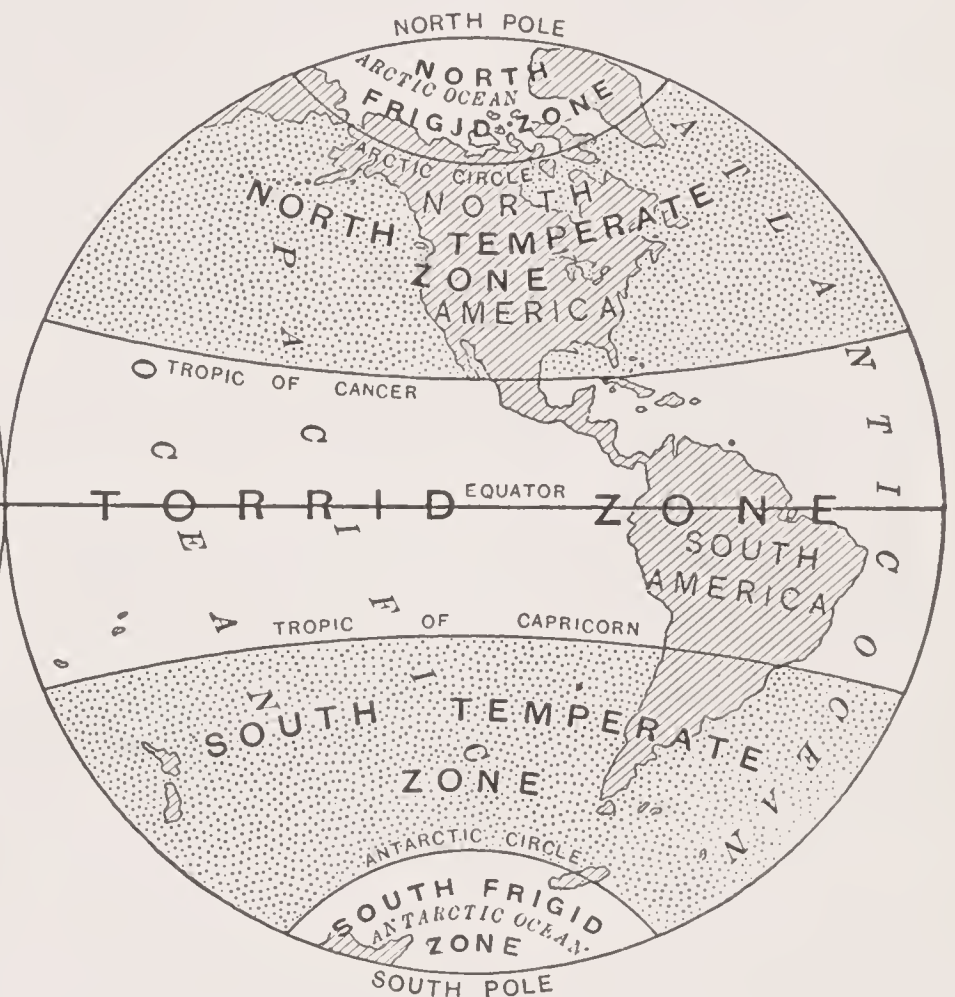 NORTH POLE
NORTH
ARCTIC OCEAN
FRIGID ZONE
ARCTIC CIRCLE
NORTH TEMPERATE
ZONE
NORTH
AMERICA
ATLANTIC OCEAN
PACIFIC
OCEAN
TROPIC OF CANCER
TORRID ZONE
EQUATOR
SOUTH
AMERICA
TROPIC OF CAPRICORN
SOUTH TEMPERATE
ZONE
ANTARCTIC CIRCLE
SOUTH FRIGID
ANTARCTIC OCEAN
ZONE
SOUTH POLE